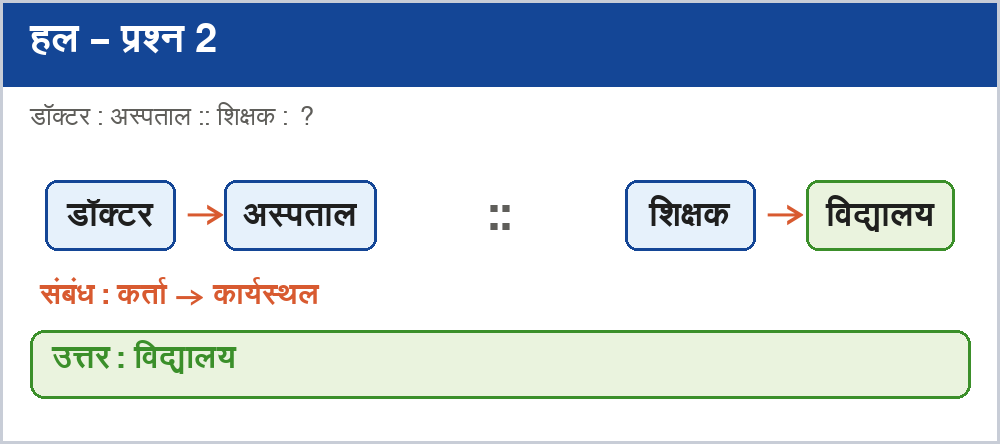 हल – प्रश्न 2
डॉक्टर : अस्पताल :: शिक्षक : ?
डॉक्टर → अस्पताल :: शिक्षक → विद्यालय
संबंध : कर्ता → कार्यस्थल
उत्तर : विद्यालय